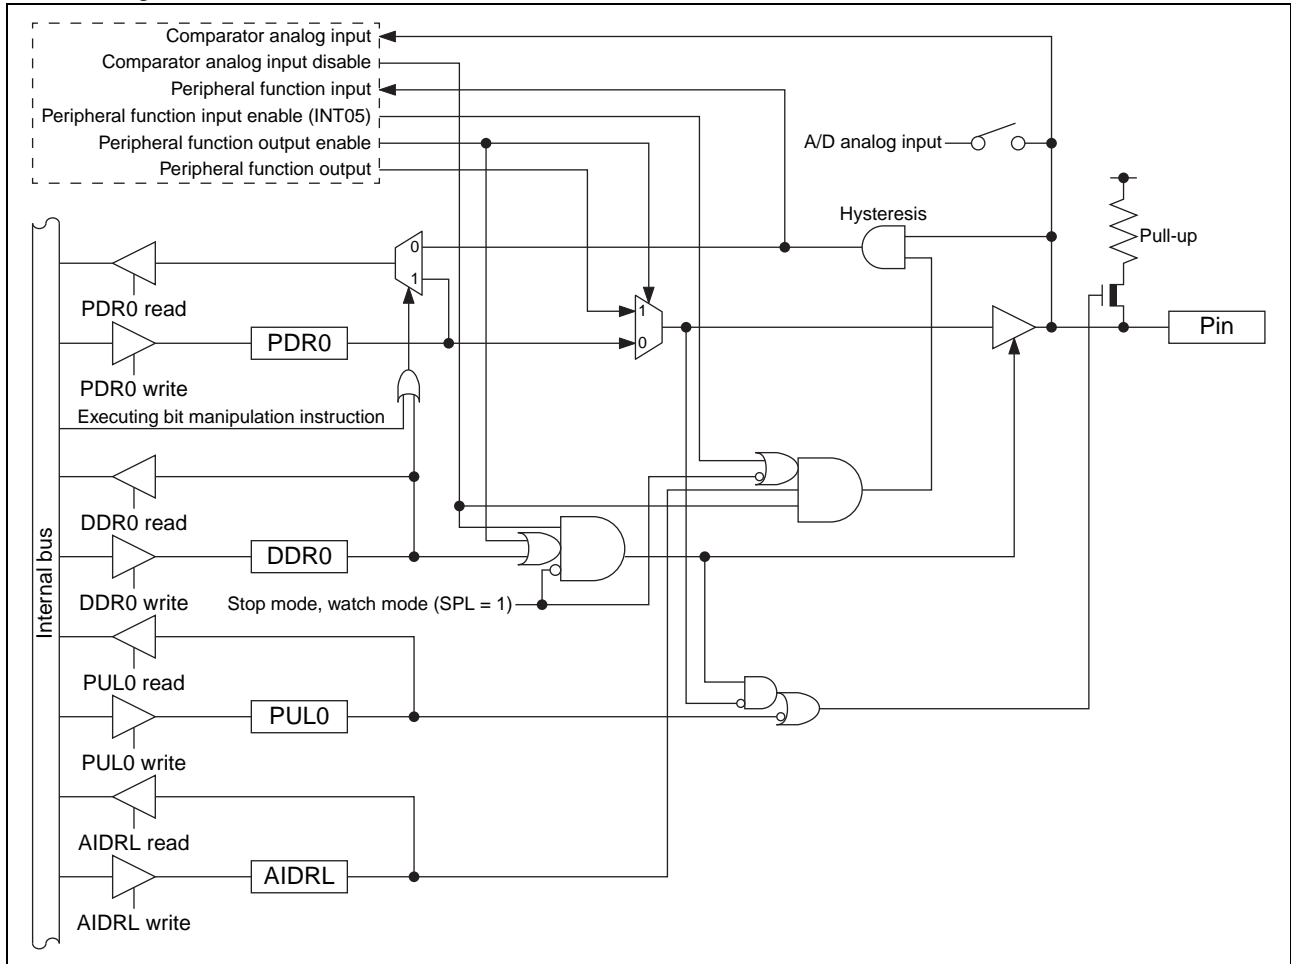 Comparator analog input
Comparator analog input disable
Peripheral function input
Peripheral function input enable (INT05)
Peripheral function output enable
Peripheral function output
A/D analog input
Hysteresis
Pull-up
0
1
1
0
Pin
PDR0 read
PDR0
PDR0 write
Executing bit manipulation instruction
DDR0 read
DDR0
DDR0 write
Stop mode, watch mode (SPL = 1)
Internal bus
PUL0 read
PUL0
PUL0 write
AIDRL read
AIDRL
AIDRL write